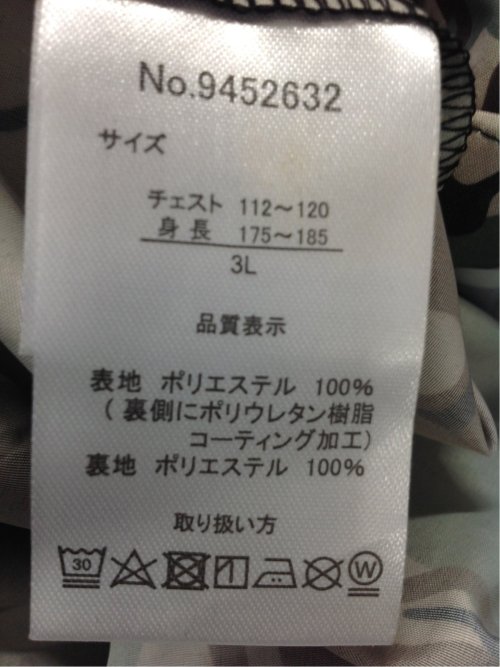 No.9452632
サイズ
チェスト 112～120
身長 175～185
3L
品質表示
表地 ポリエステル 100%
(裏側にポリウレタン樹脂
コーティング加工)
裏地 ポリエステル 100%
取り扱い方
30
W